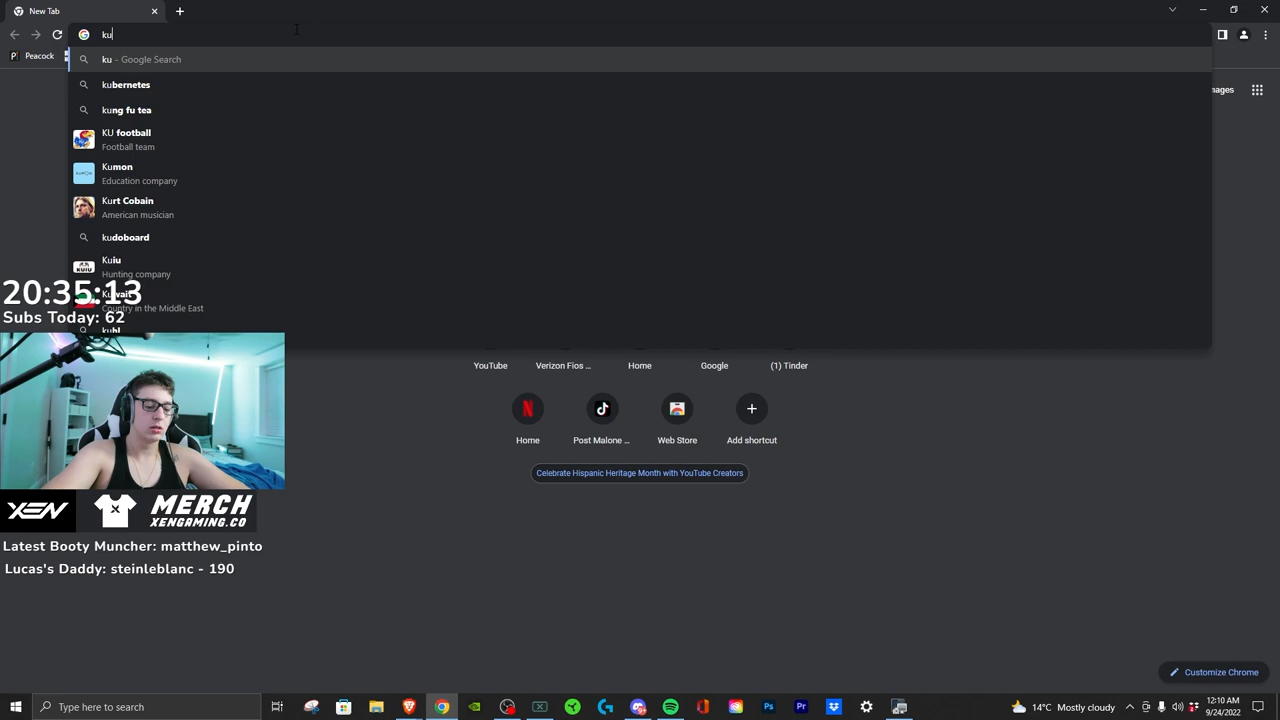 New Tab
ku
Peacock
ku - Google Search
kubernetes
kung fu tea
KU football
Football team
Kumon
Education company
Kurt Cobain
American musician
kudoboard
Kuiu
Hunting company
Kuwait
Country in the Middle East
kuhl
mages
20:35:13
Subs Today: 62
YouTube
Verizon Fios ...
Home
Google
(1) Tinder
Home
Post Malone ...
Web Store
Add shortcut
Celebrate Hispanic Heritage Month with YouTube Creators
XEN
MERCH
XENGAMING.CO
Latest Booty Muncher: matthew_pinto
Lucas's Daddy: steinleblanc - 190
Customize Chrome
Type here to search
14°C Mostly cloudy
12:10 AM
9/24/2022